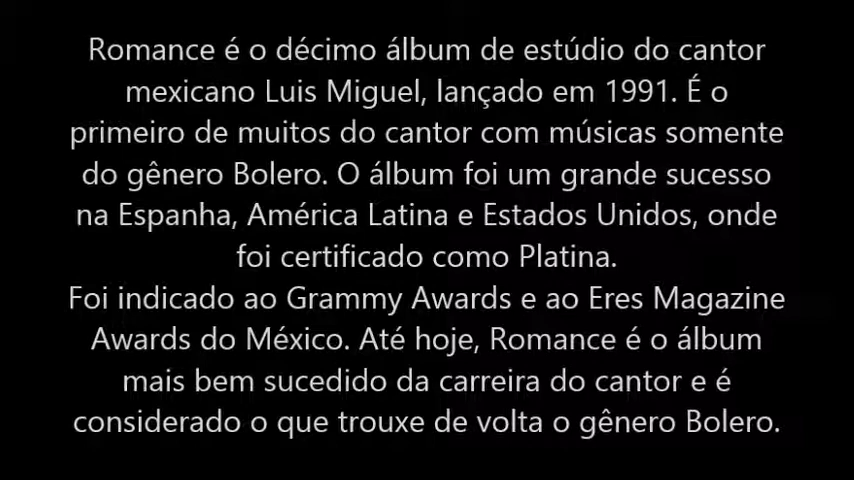 Romance é o décimo álbum de estúdio do cantor
mexicano Luis Miguel, lançado em 1991. É o
primeiro de muitos do cantor com músicas somente
do gênero Bolero. O álbum foi um grande sucesso
na Espanha, América Latina e Estados Unidos, onde
foi certificado como Platina.
Foi indicado ao Grammy Awards e ao Eres Magazine
Awards do México. Até hoje, Romance é o álbum
mais bem sucedido da carreira do cantor e é
considerado o que trouxe de volta o gênero Bolero.